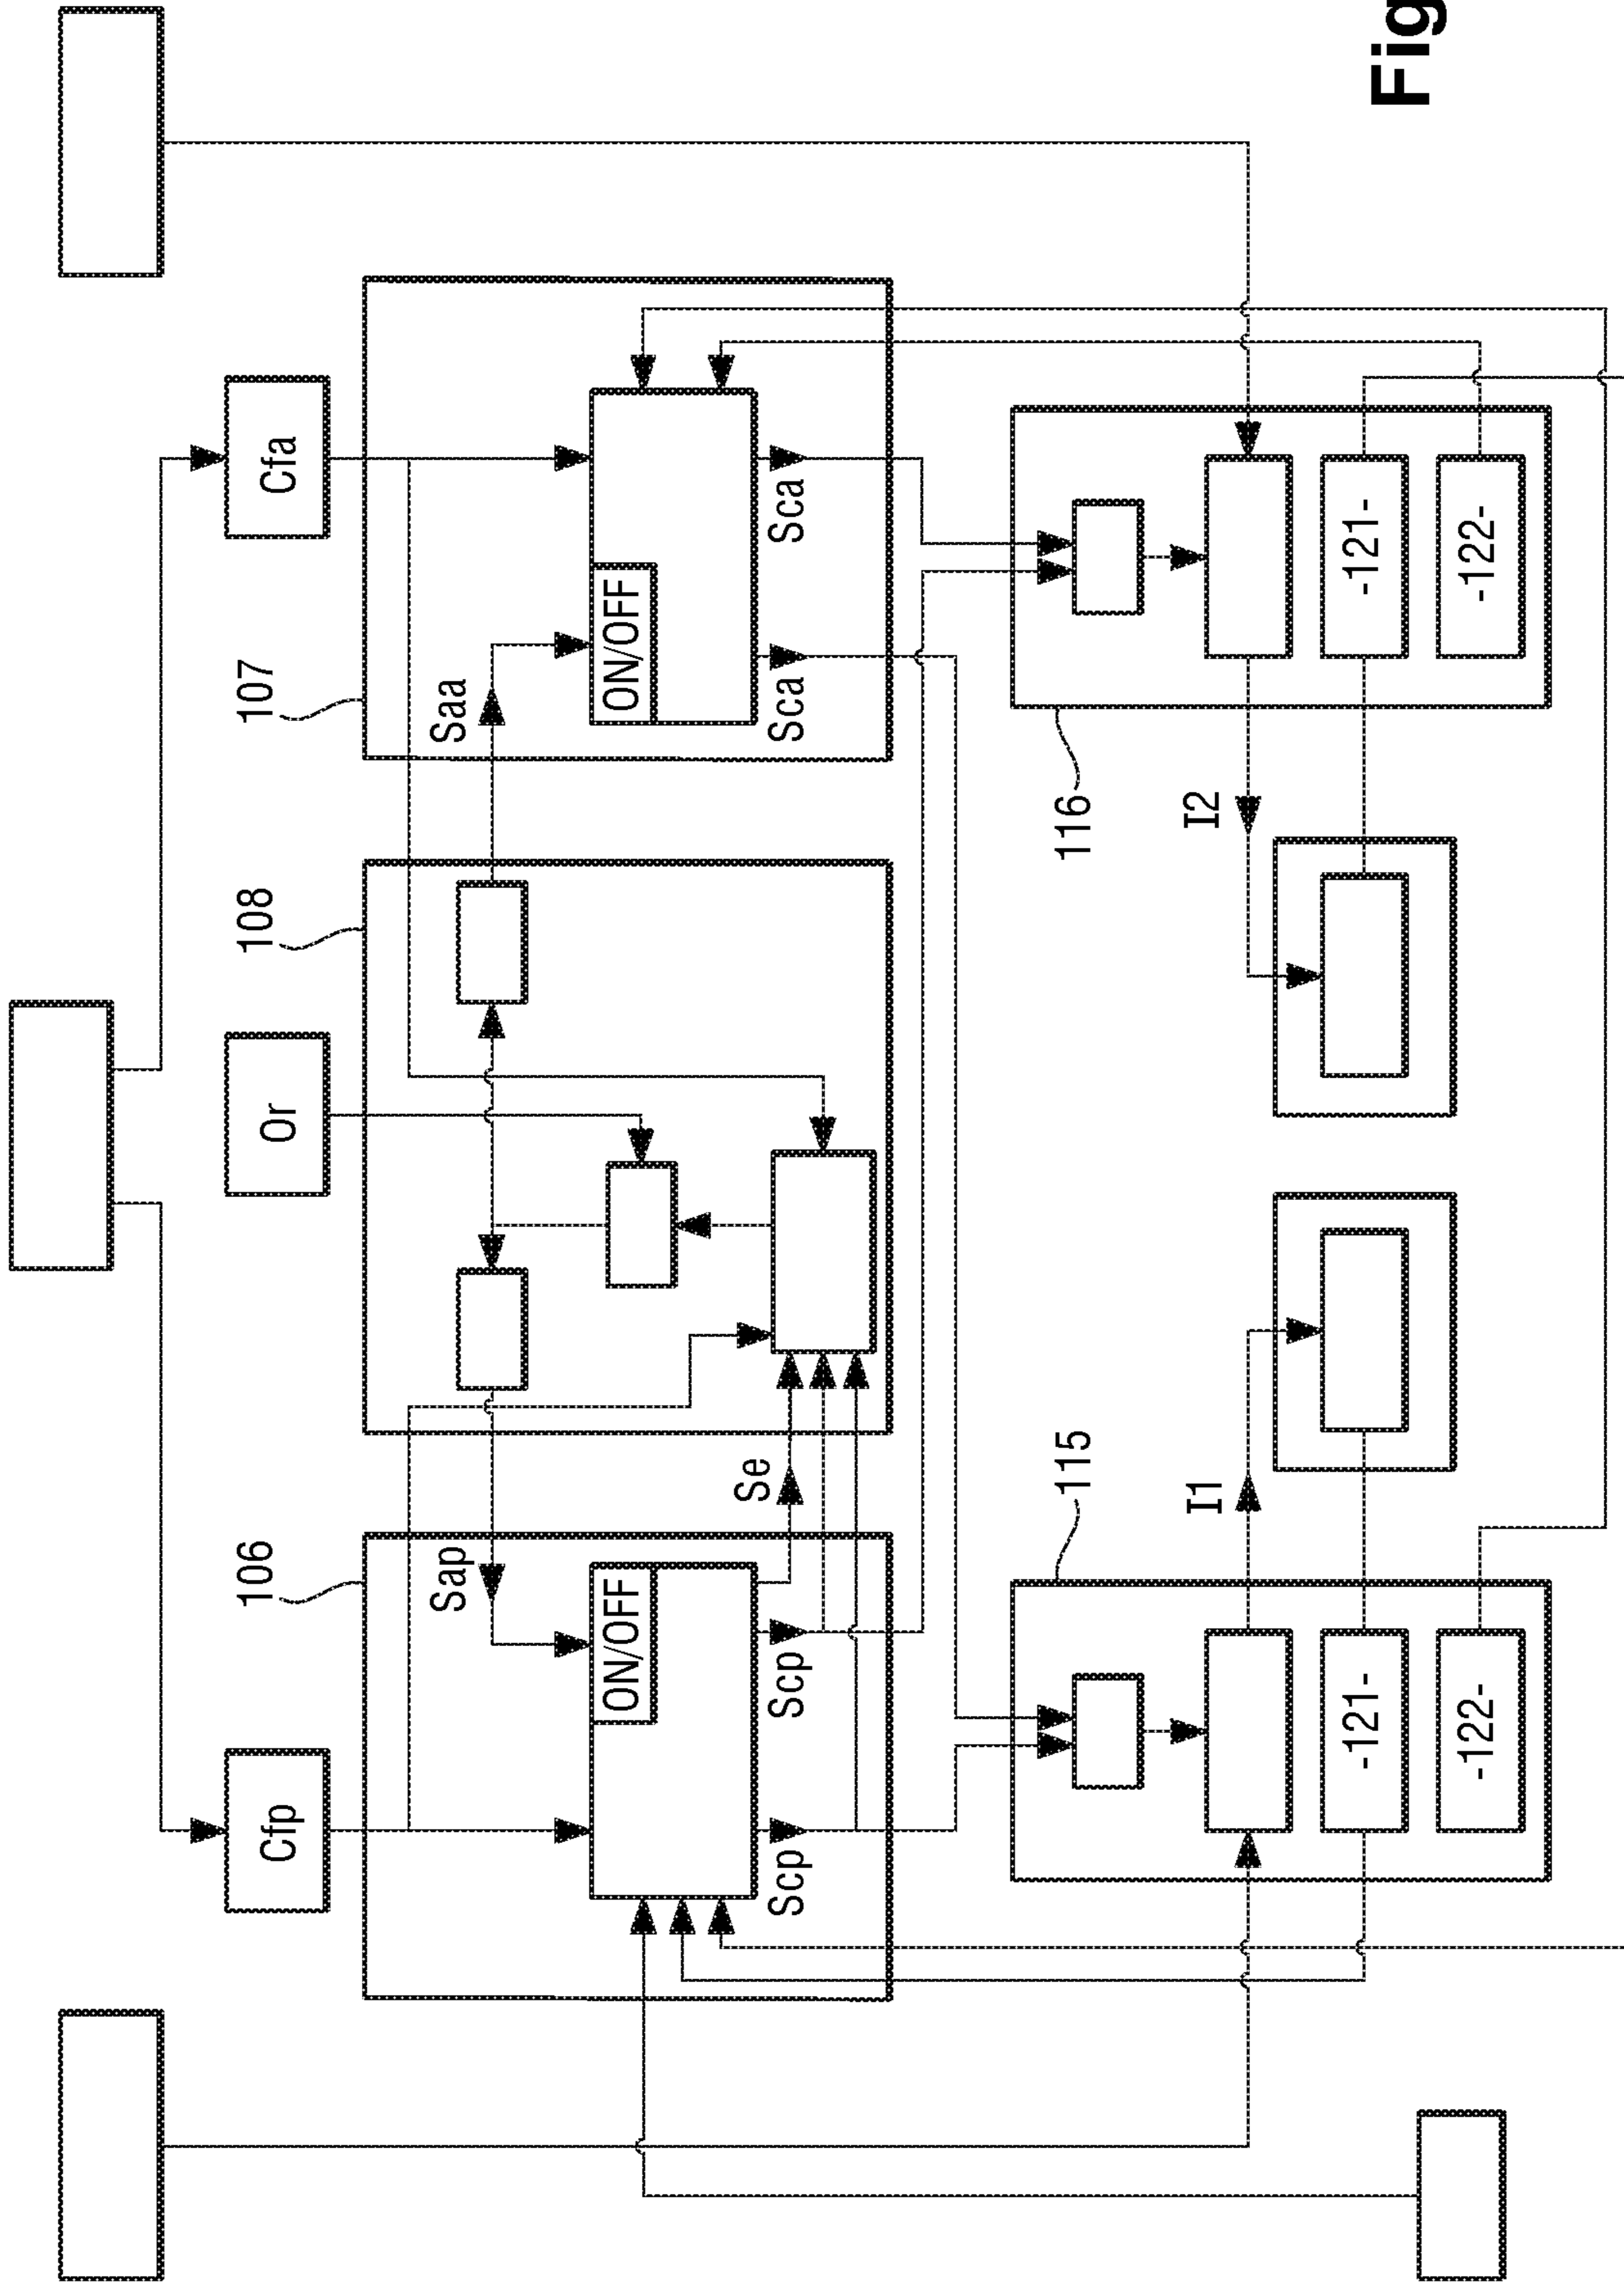 Cfp
Or
Cfa
106
108
107
Sap
Saa
ON/OFF
ON/OFF
Se
Scp
Scp
Sca
Sca
115
116
I1
I2
-121-
-121-
-122-
-122-
Fig